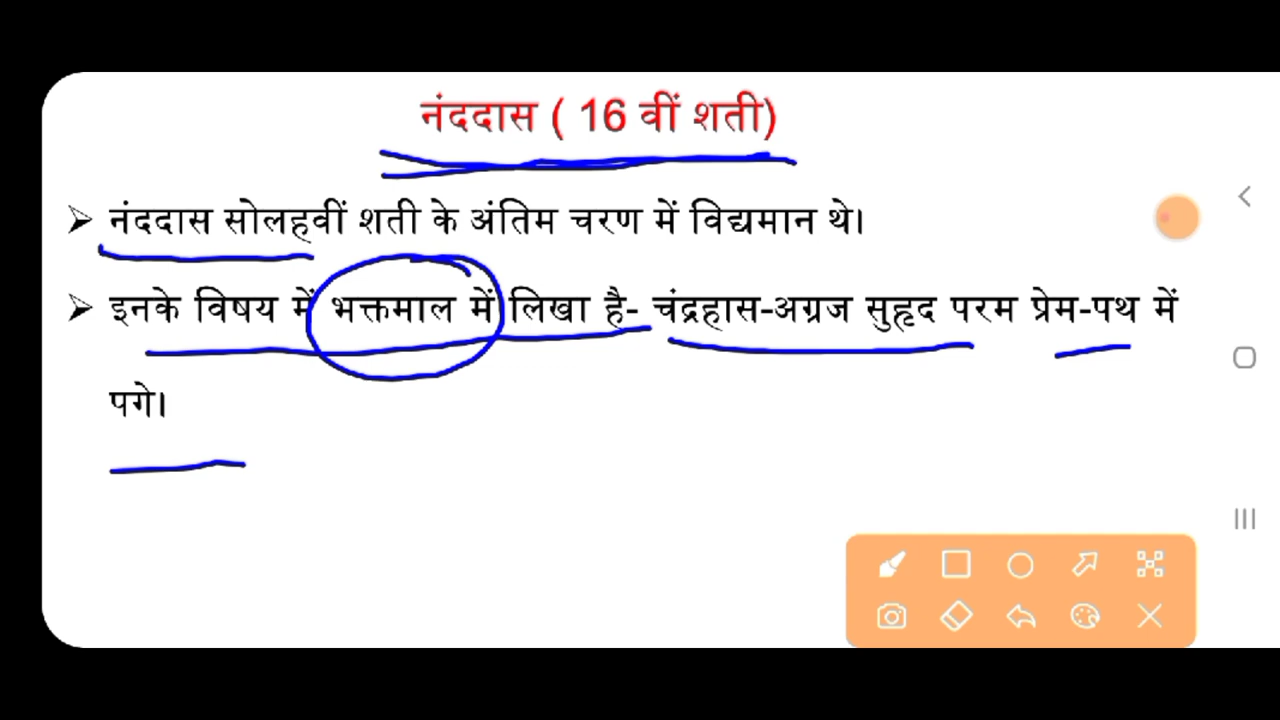 नंददास ( 16 वीं शती)
➢ नंददास सोलहवीं शती के अंतिम चरण में विद्यमान थे।
➢ इनके विषय में भक्तमाल में लिखा है- चंद्रहास-अग्रज सुहृद परम प्रेम-पथ में
पगे।